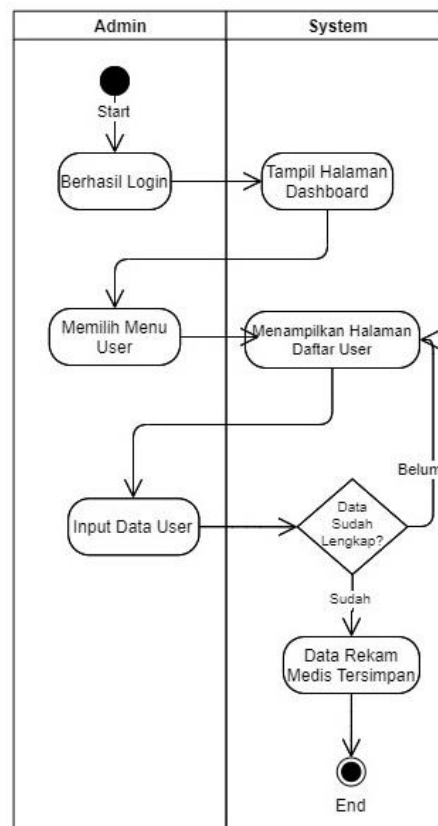 Admin
System
Start
Berhasil Login
Tampil Halaman
Dashboard
Memilih Menu
User
Menampilkan Halaman
Daftar User
Belum
Input Data User
Data
Sudah
Lengkap?
Sudah
Data Rekam
Medis Tersimpan
End